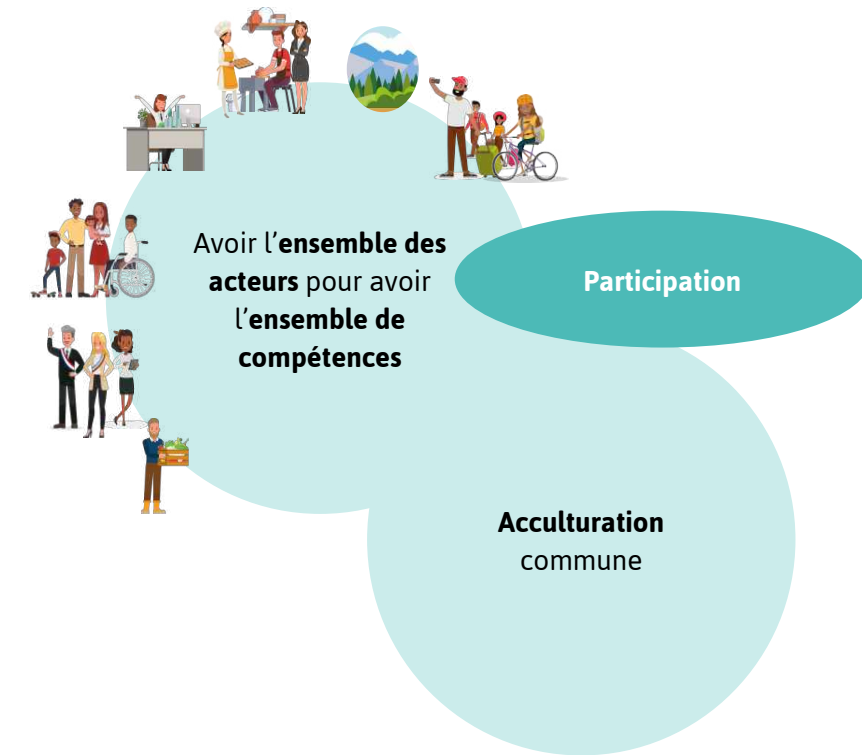 Avoir l'ensemble des
acteurs pour avoir
l'ensemble de
compétences
Participation
Acculturation
commune